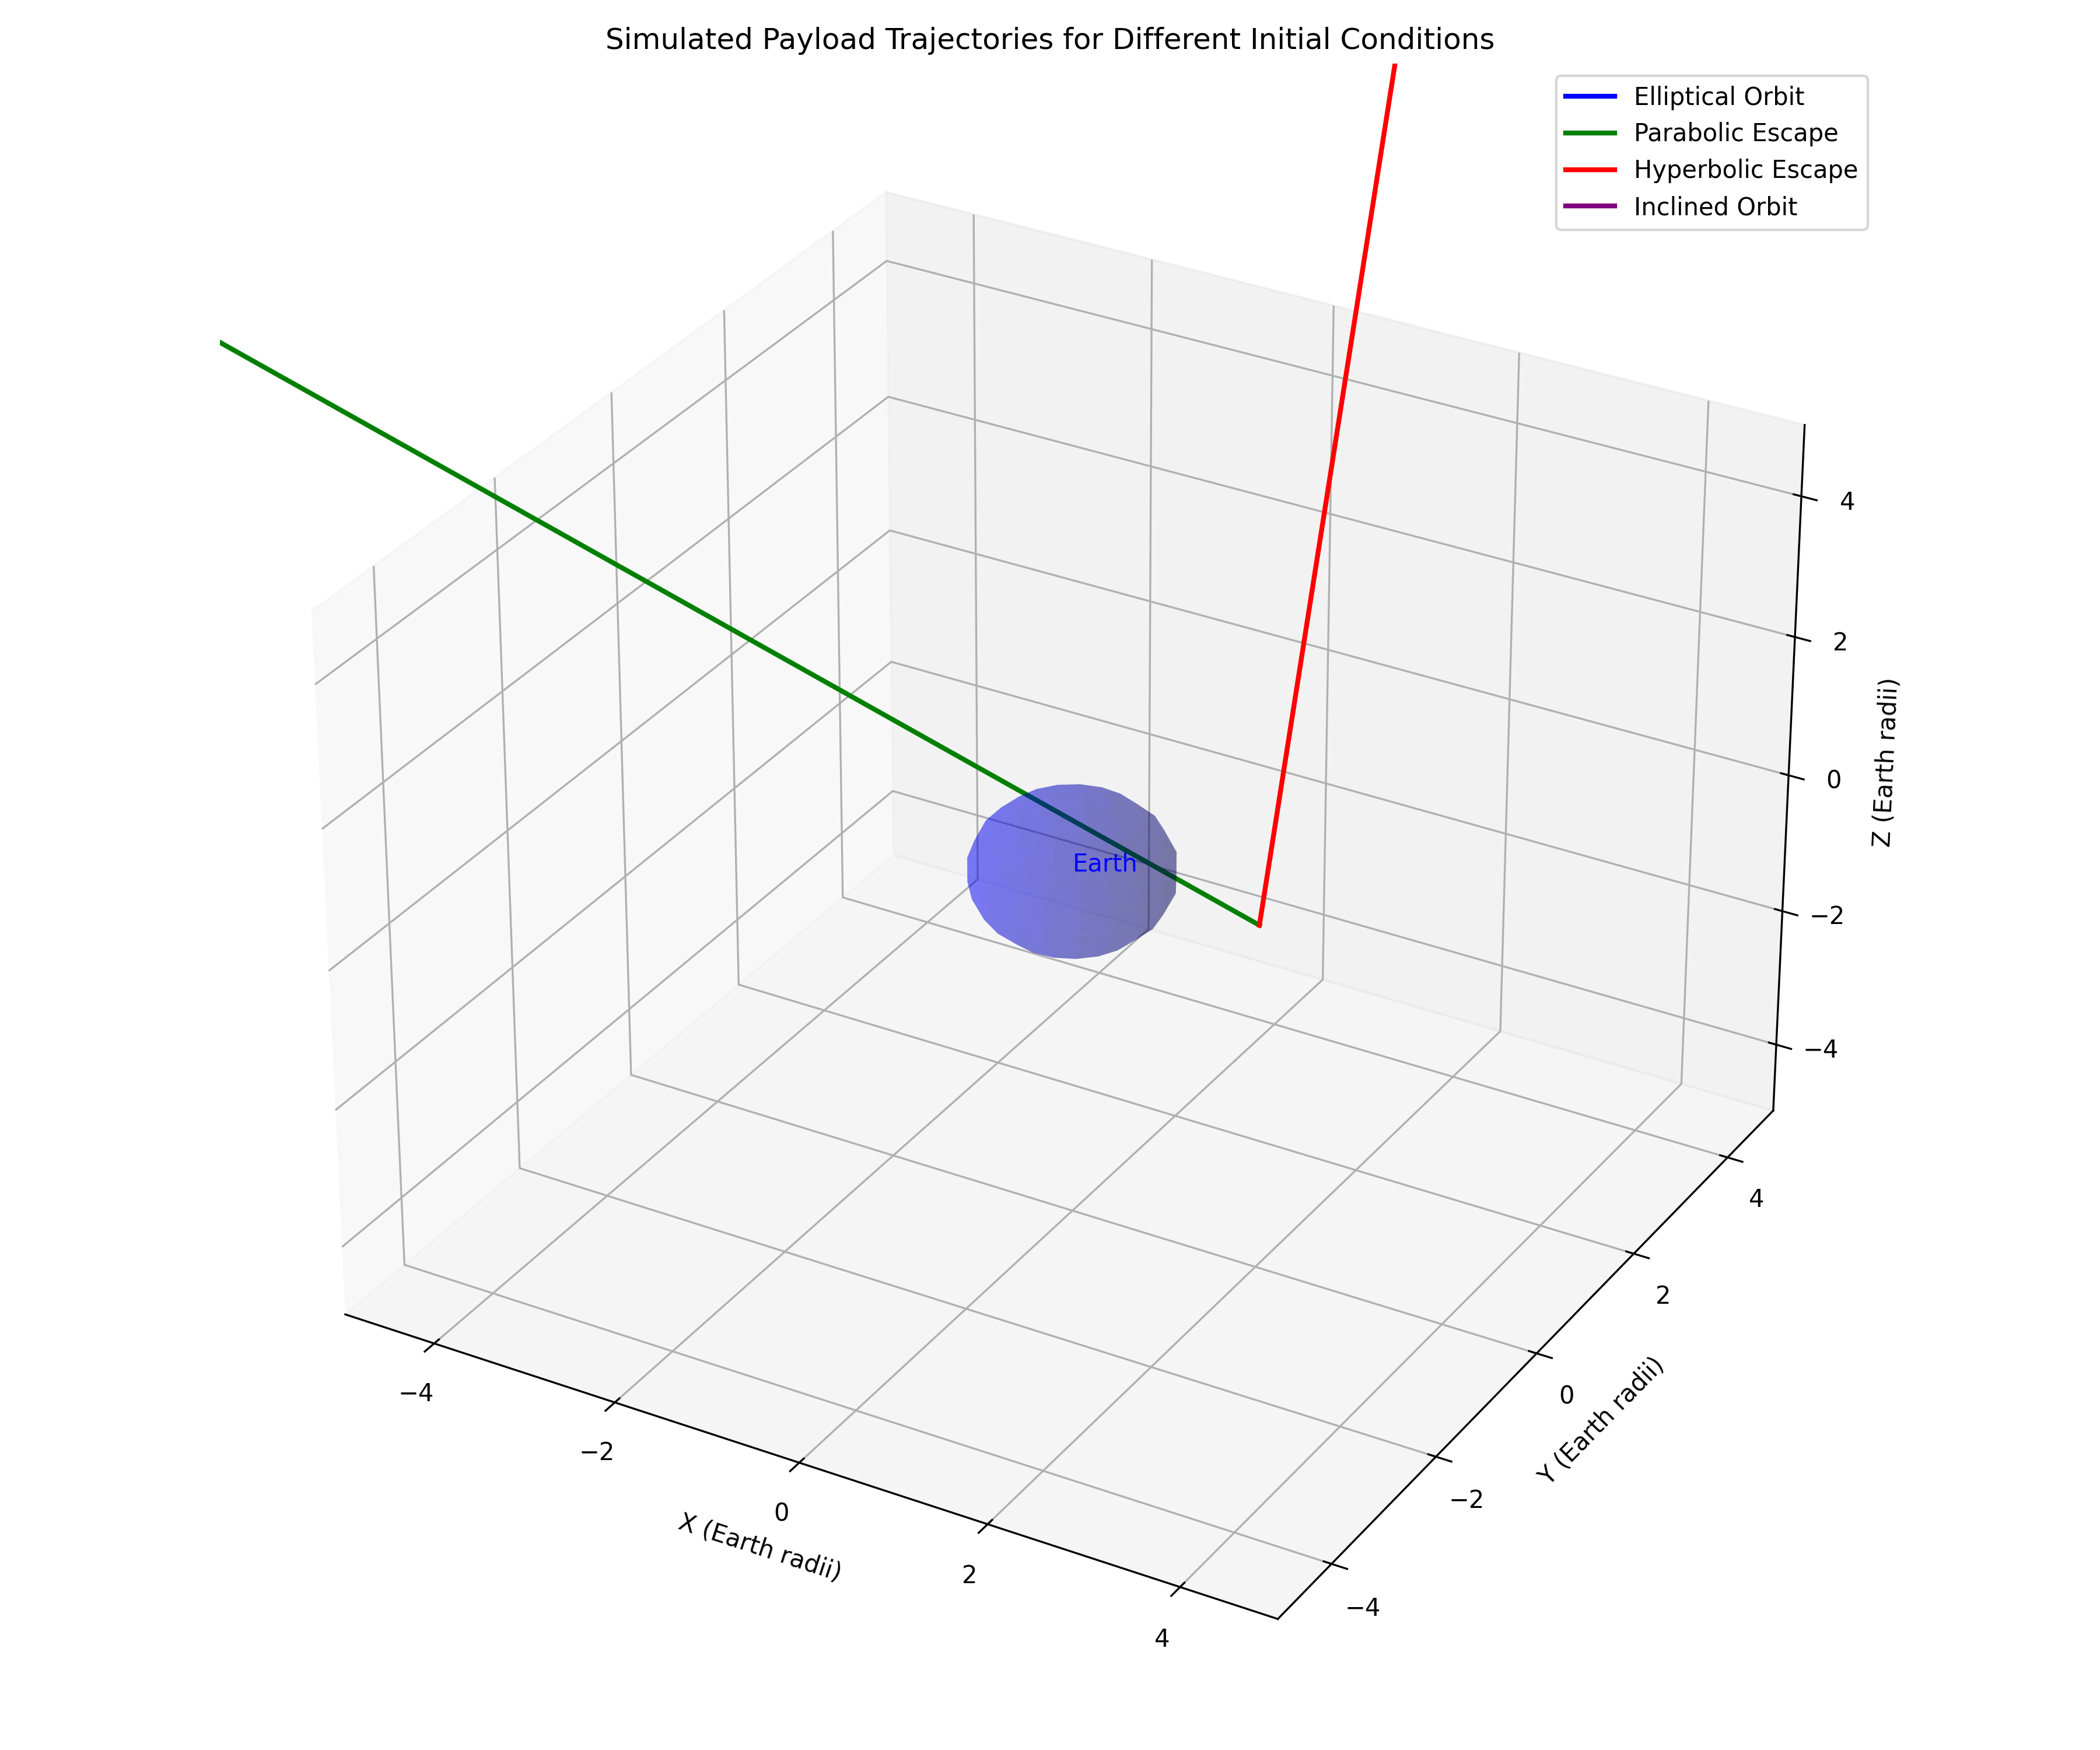 Simulated Payload Trajectories for Different Initial Conditions
Elliptical Orbit
Parabolic Escape
Hyperbolic Escape
Inclined Orbit
4
2
0
−2
−4
Z (Earth radii)
Earth
4
2
0
−2
−4
Y (Earth radii)
−4
−2
0
2
4
X (Earth radii)